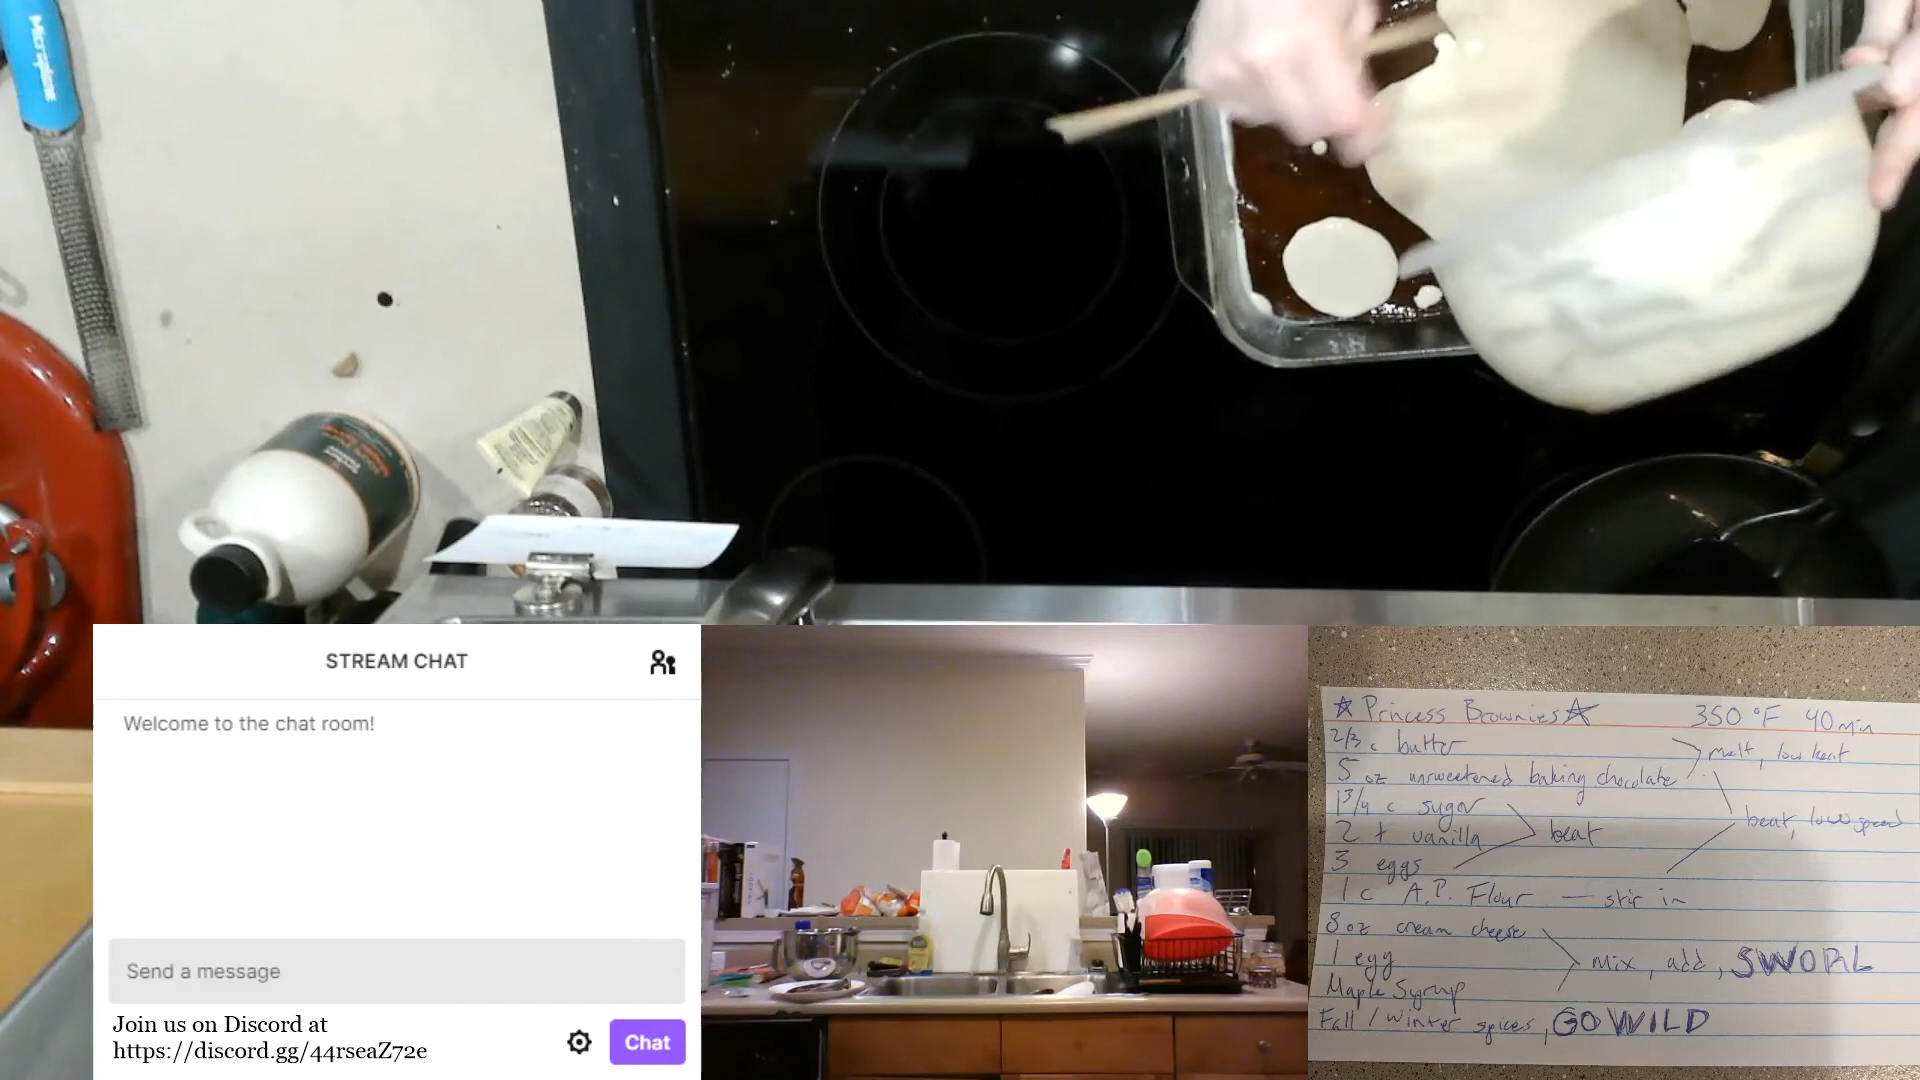 Microplane
STREAM CHAT
Welcome to the chat room!
Send a message
Join us on Discord at
https://discord.gg/44rseaZ72e
Chat
☆ Princess Brownies ☆ 350 °F 40 min
2/3 c butter
melt, low heat
5 oz unsweetened baking chocolate
1 3/4 c sugar
beat, low speed
2 t vanilla
beat
3 eggs
1 c A.P. Flour — stir in
8 oz cream cheese
1 egg
mix, add, SWORL
Maple Syrup
Fall / Winter spices, GO WILD